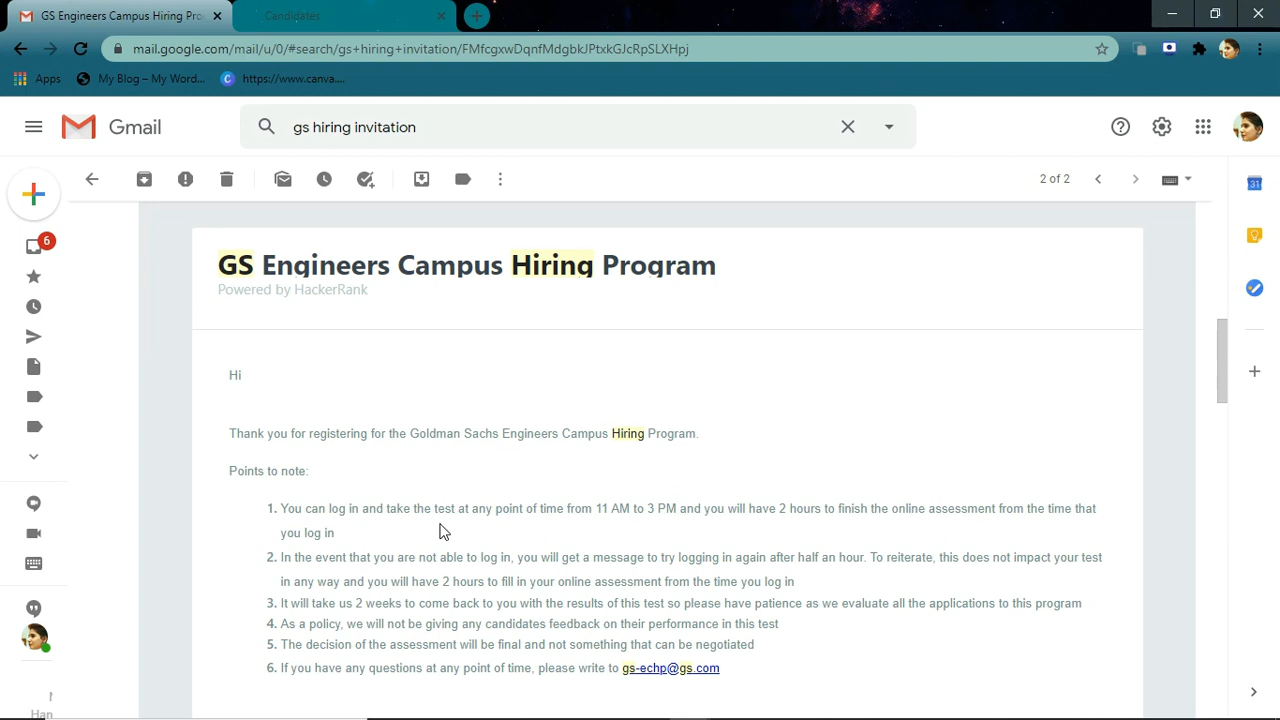 GS Engineers Campus Hiring Pro
Candidates
mail.google.com/mail/u/0/#search/gs+hiring+invitation/FMfcgxwDqnfMdgbkJPtxkGJcRpSLXHpj
Apps
My Blog – My Word...
https://www.canva....
Gmail
gs hiring invitation
2 of 2
6
31
GS Engineers Campus Hiring Program
Powered by HackerRank
Hi
Thank you for registering for the Goldman Sachs Engineers Campus Hiring Program.
Points to note:
1. You can log in and take the test at any point of time from 11 AM to 3 PM and you will have 2 hours to finish the online assessment from the time that
you log in
2. In the event that you are not able to log in, you will get a message to try logging in again after half an hour. To reiterate, this does not impact your test
in any way and you will have 2 hours to fill in your online assessment from the time you log in
3. It will take us 2 weeks to come back to you with the results of this test so please have patience as we evaluate all the applications to this program
4. As a policy, we will not be giving any candidates feedback on their performance in this test
5. The decision of the assessment will be final and not something that can be negotiated
6. If you have any questions at any point of time, please write to gs-echp@gs.com